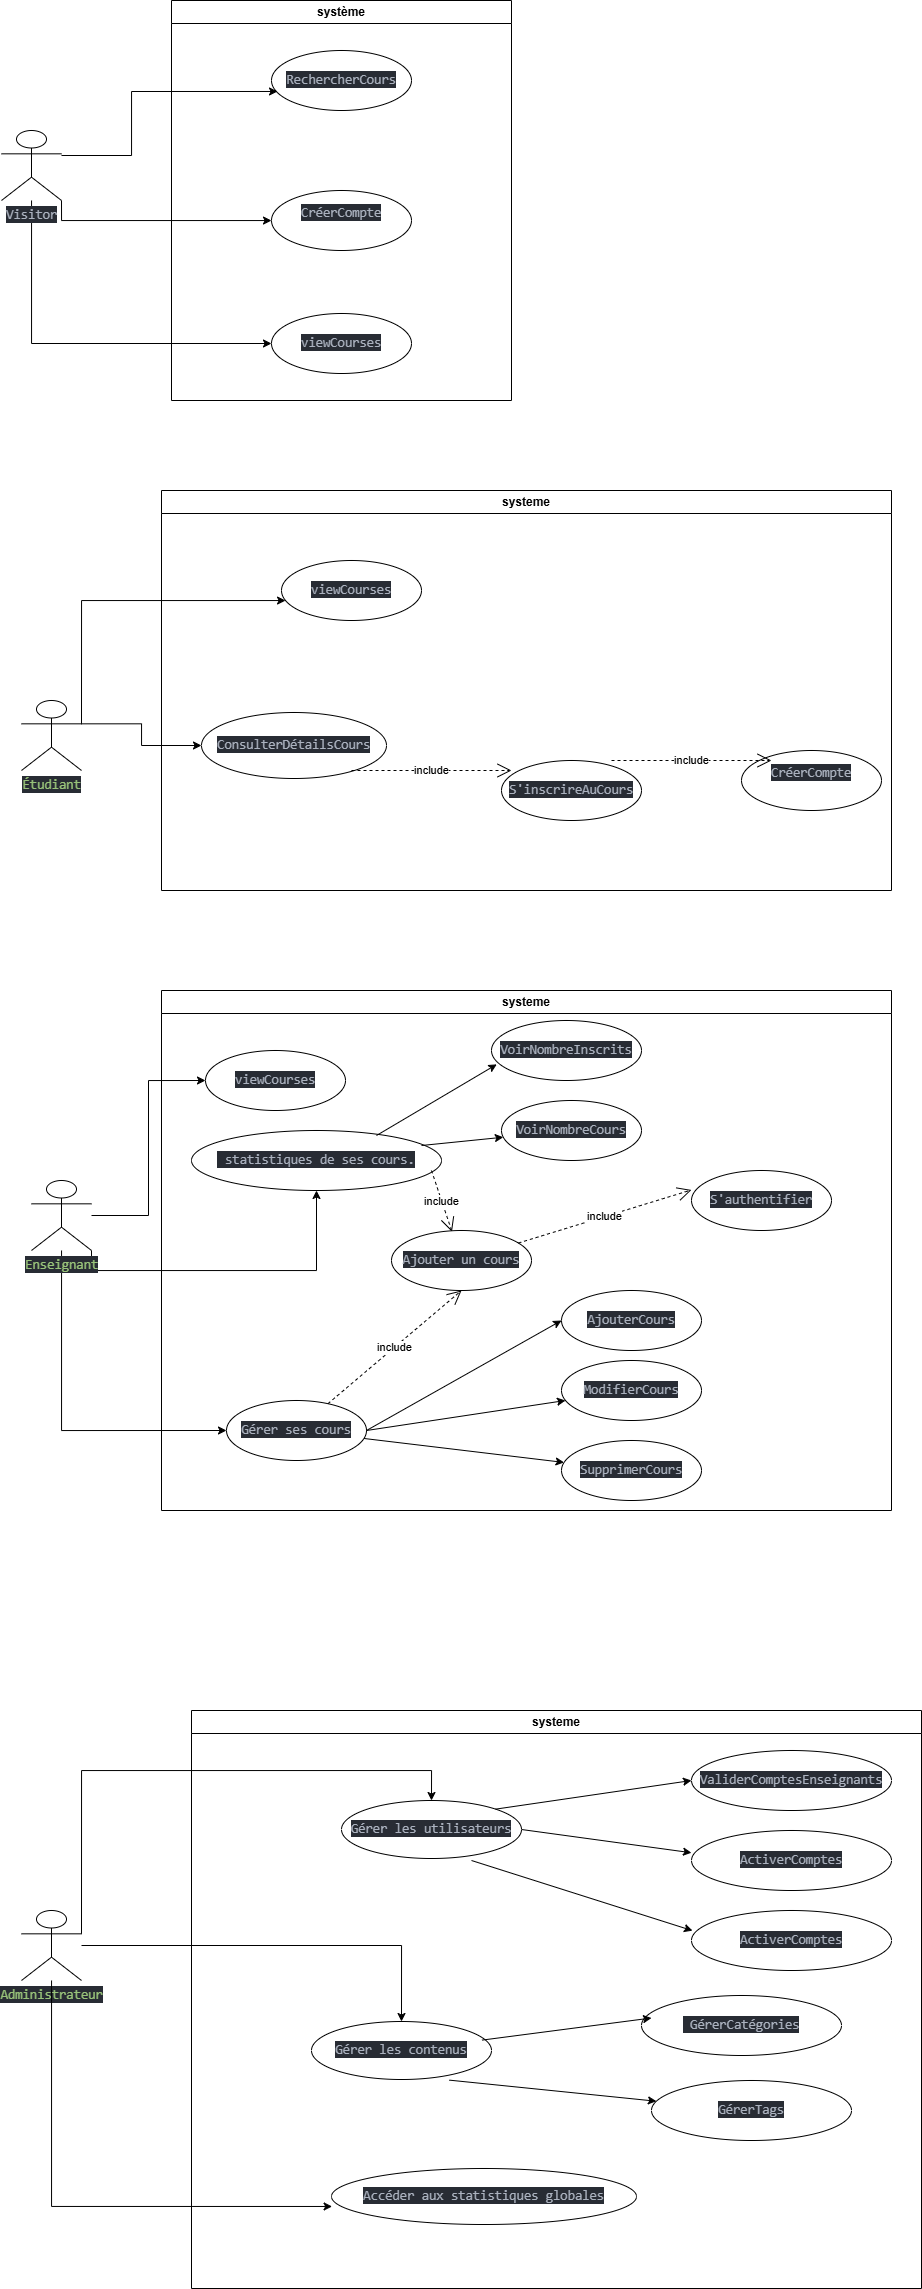 système
RechercherCours
CréerCompte
Visitor
viewCourses
systeme
viewCourses
ConsulterDétailsCours
include
S'inscrireAuCours
include
CréerCompte
Étudiant
systeme
VoirNombreInscrits
viewCourses
VoirNombreCours
statistiques de ses cours.
S'authentifier
include
include
Enseignant
Ajouter un cours
AjouterCours
include
ModifierCours
Gérer ses cours
SupprimerCours
systeme
ValiderComptesEnseignants
Gérer les utilisateurs
ActiverComptes
ActiverComptes
Administrateur
GérerCatégories
Gérer les contenus
GérerTags
Accéder aux statistiques globales